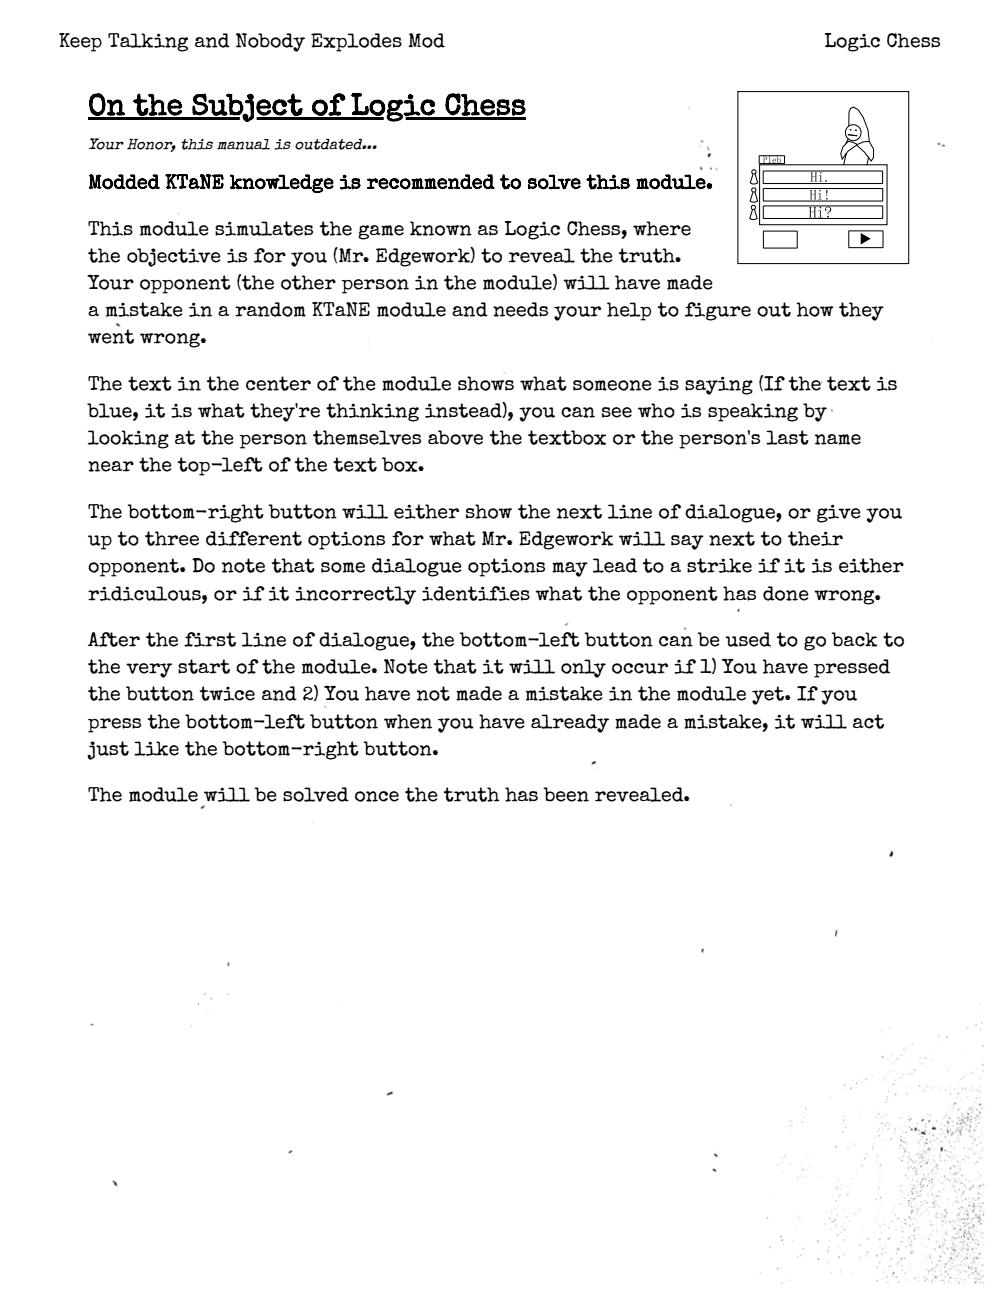 Keep Talking and Nobody Explodes Mod
Logic Chess
On the Subject of Logic Chess
Your Honor, this manual is outdated...
Modded KTaNE knowledge is recommended to solve this module.
Pleb
Hi.
Hi!
Hi?
This module simulates the game known as Logic Chess, where
the objective is for you (Mr. Edgework) to reveal the truth.
Your opponent (the other person in the module) will have made
a mistake in a random KTaNE module and needs your help to figure out how they
went wrong.
The text in the center of the module shows what someone is saying (If the text is
blue, it is what they're thinking instead), you can see who is speaking by
looking at the person themselves above the textbox or the person's last name
near the top-left of the text box.
The bottom-right button will either show the next line of dialogue, or give you
up to three different options for what Mr. Edgework will say next to their
opponent. Do note that some dialogue options may lead to a strike if it is either
ridiculous, or if it incorrectly identifies what the opponent has done wrong.
After the first line of dialogue, the bottom-left button can be used to go back to
the very start of the module. Note that it will only occur if 1) You have pressed
the button twice and 2) You have not made a mistake in the module yet. If you
press the bottom-left button when you have already made a mistake, it will act
just like the bottom-right button.
The module will be solved once the truth has been revealed.